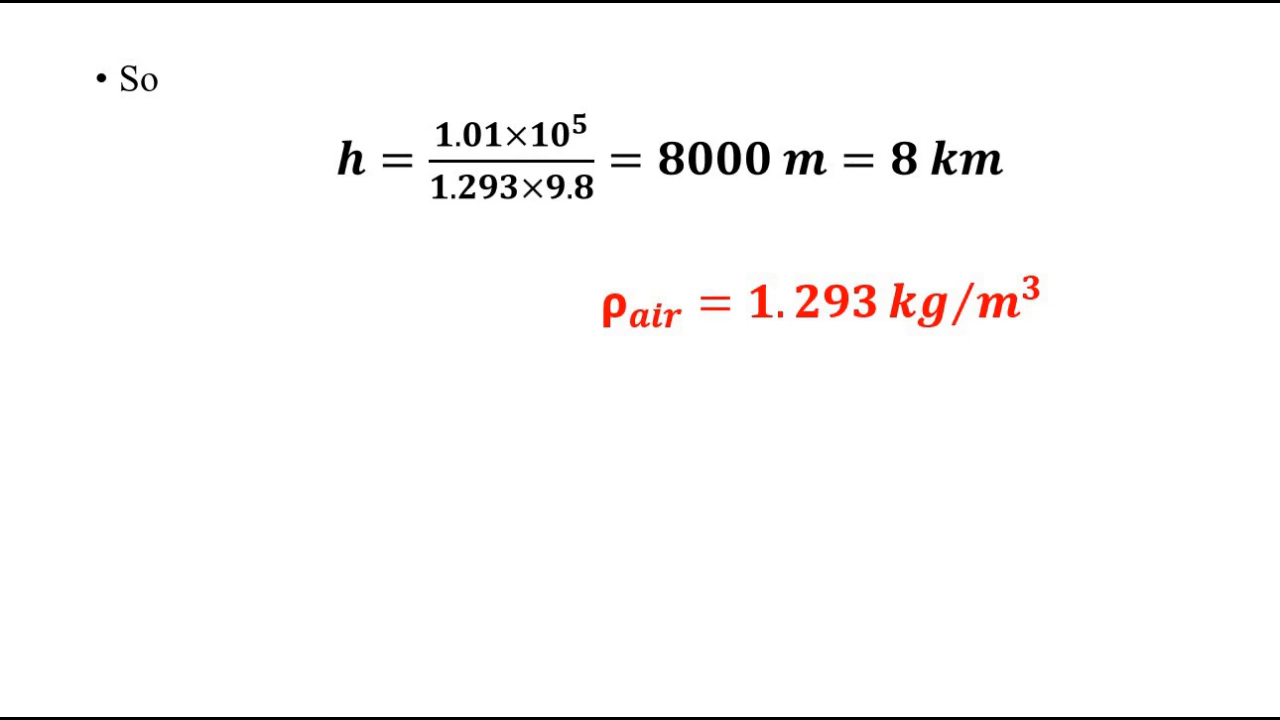 • So
h = 1.01×10⁵ / 1.293×9.8 = 8000 m = 8 km
ρair = 1.293 kg/m³